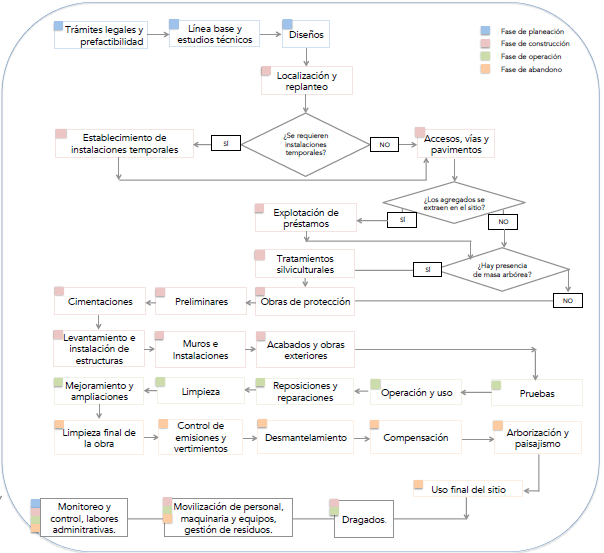 Trámites legales y
prefactibilidad
Línea base y
estudios técnicos
Diseños
Fase de planeación
Fase de construcción
Fase de operación
Fase de abandono
Localización y
replanteo
¿Se requieren
instalaciones
temporales?
SÍ
NO
Establecimiento de
instalaciones temporales
Accesos, vías y
pavimentos
¿Los agregados se
extraen en el sitio?
SÍ
NO
Explotación de
préstamos
Tratamientos
silviculturales
SÍ
¿Hay presencia
de masa arbórea?
NO
Cimentaciones
Preliminares
Obras de protección
Levantamiento e
instalación de
estructuras
Muros e
Instalaciones
Acabados y obras
exteriores
Mejoramiento y
ampliaciones
Limpieza
Reposiciones y
reparaciones
Operación y uso
Pruebas
Limpieza final de
la obra
Control de
emisiones y
vertimientos
Desmantelamiento
Compensación
Arborización y
paisajismo
Uso final del sitio
Monitoreo y
control, labores
adminitrativas.
Movilización de personal,
maquinaria y equipos,
gestión de residuos.
Dragados.